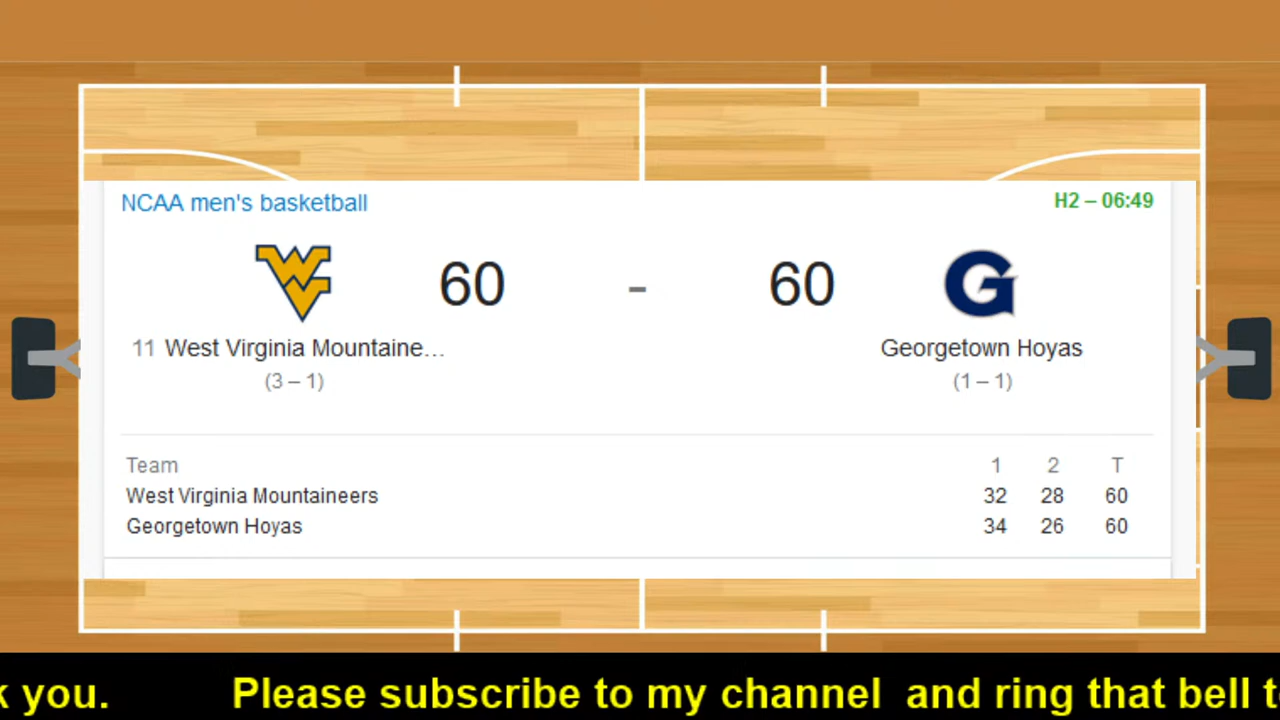 NCAA men's basketball
H2 – 06:49
WV
60 - 60
G
11 West Virginia Mountaine…
Georgetown Hoyas
(3 – 1)
(1 – 1)
Team 1 2 T
West Virginia Mountaineers 32 28 60
Georgetown Hoyas 34 26 60
k you. Please subscribe to my channel and ring that bell t